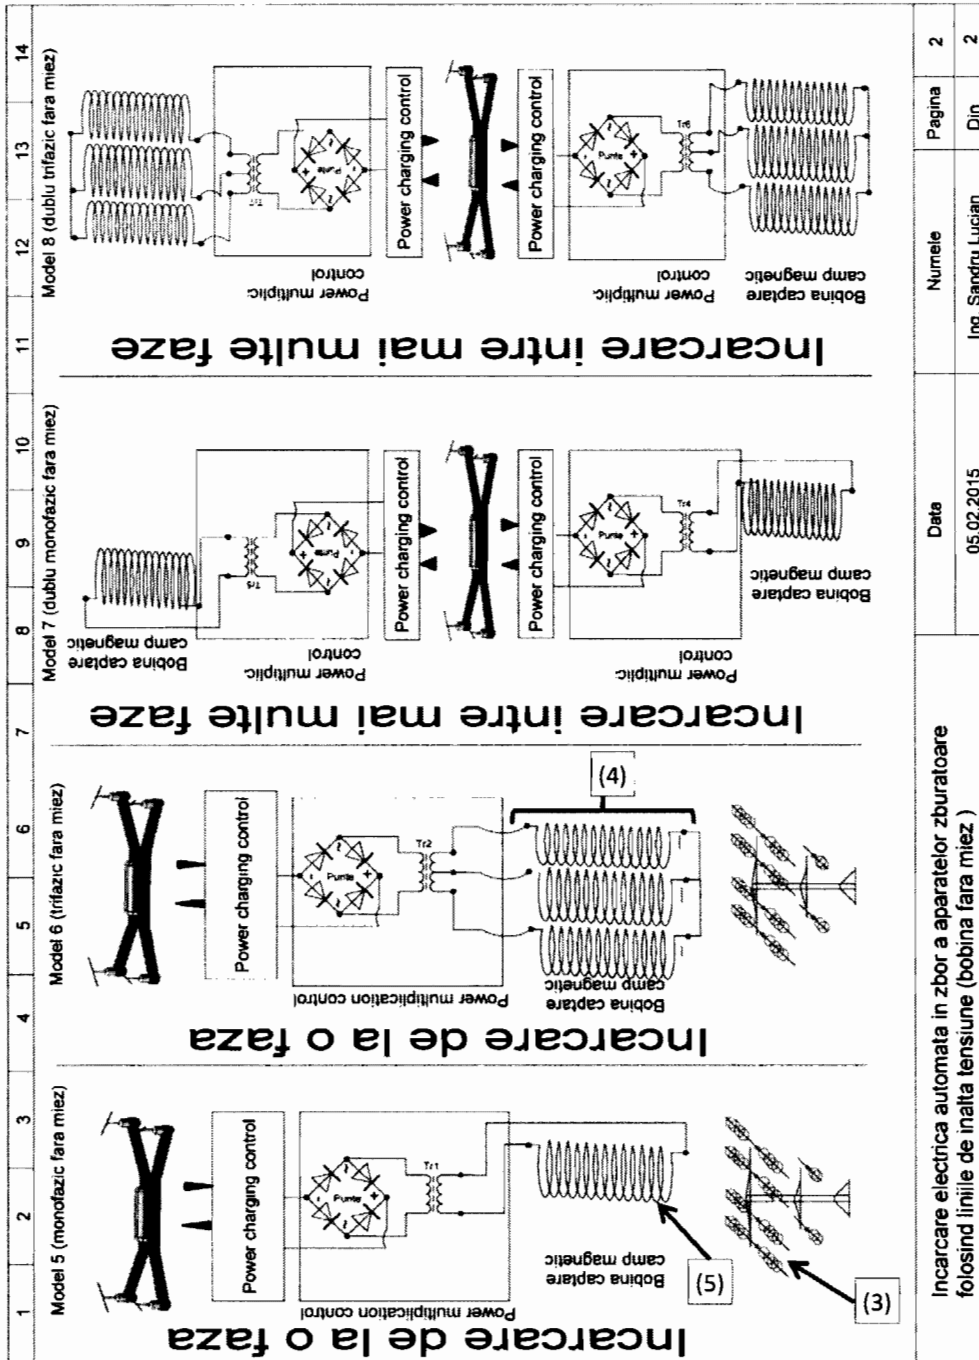 1 2 3 4 5 6 7 8 9 10 11 12 13 14
Model 5 (monofazic fara miez)
Power charging control
Punte
- + ~ ~
Tr1
Power multiplication control
Bobina captare
camp magnetic
(5)
(3)
Incarcare de la o faza
Model 6 (trifazic fara miez)
Power charging control
Punte
- + ~ ~
Tr2
Power multiplication control
control
Bobina captare
camp magnetic
(4)
Incarcare de la o faza
Model 7 (dublu monofazic fara miez)
Bobina captare
camp magnetic
Tr5
Punte
+ - ~ ~
Power multiplic.
control
Power charging control
Power charging control
Punte
- + ~ ~
Tr4
Power multiplic.
control
Bobina captare
camp magnetic
Incarcare intre mai multe faze
Model 8 (dublu trifazic fara miez)
Punte
+ - ~ ~
Power multiplic.
control
Power charging control
Power charging control
Punte
- + ~ ~
Tr6
Power multiplic.
control
Bobina captare
camp magnetic
Incarcare intre mai multe faze
Incarcare electrica automata in zbor a aparatelor zburatoare
folosind liniile de inalta tensiune (bobina fara miez )
Data Numele Pagina 2
05.02.2015 Ing. Sandru Lucian Din 2